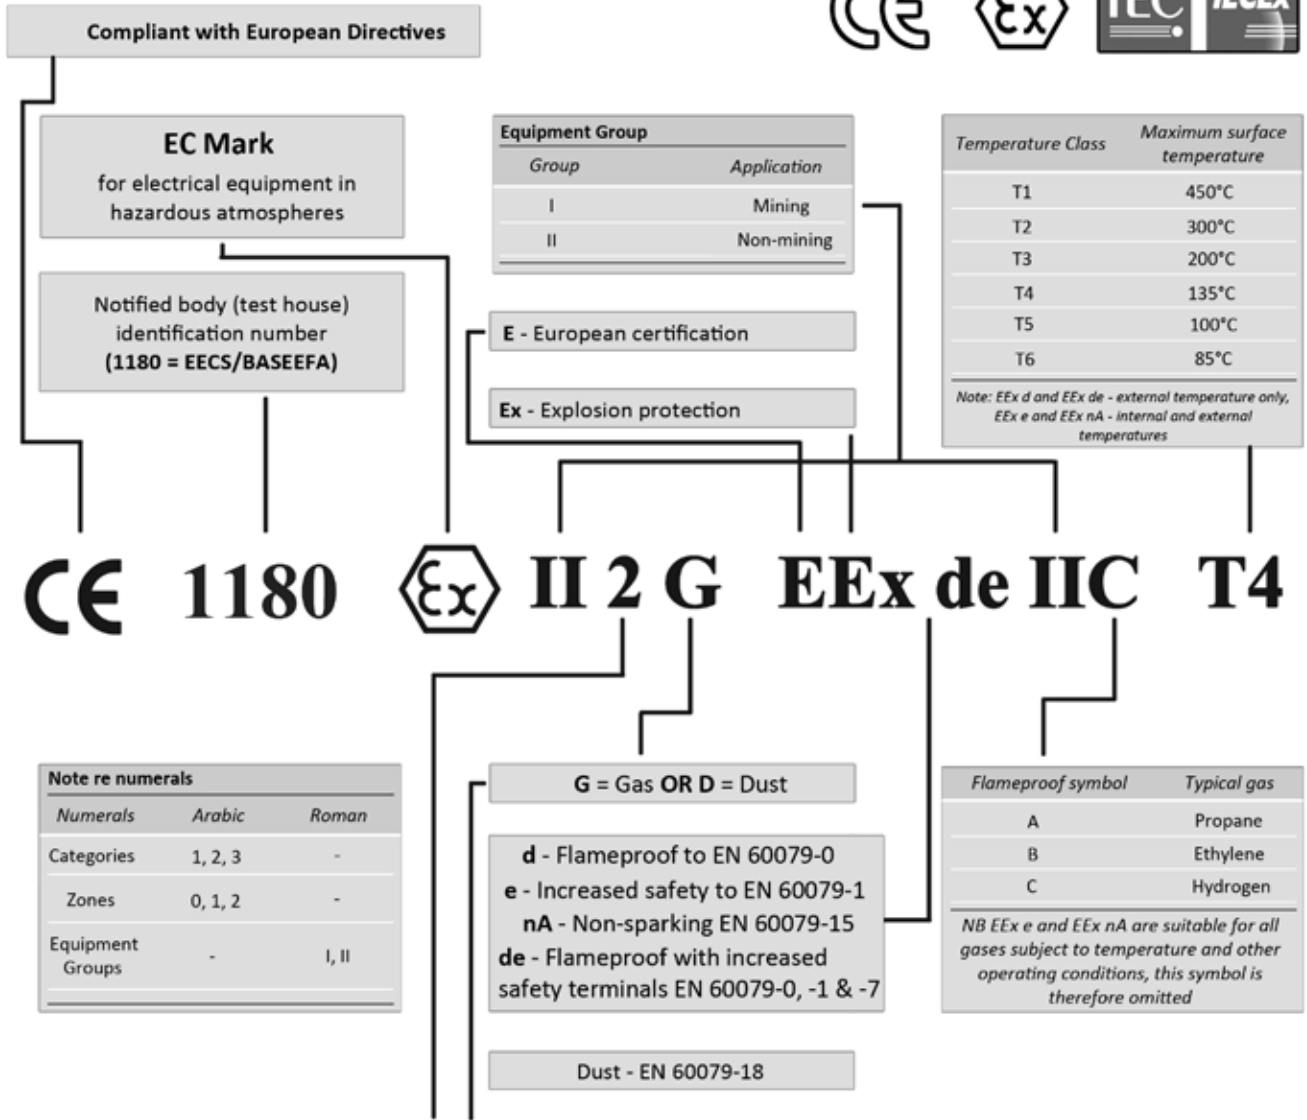 Compliant with European Directives
CE Ex IEC IECEx
EC Mark
for electrical equipment in
hazardous atmospheres
Notified body (test house)
identification number
(1180 = EECS/BASEEFA)
Equipment Group
Group Application
I Mining
II Non-mining
E - European certification
Ex - Explosion protection
Temperature Class Maximum surface temperature
T1 450°C
T2 300°C
T3 200°C
T4 135°C
T5 100°C
T6 85°C
Note: EEx d and EEx de - external temperature only,
EEx e and EEx nA - internal and external
temperatures
CE 1180 Ex II 2 G EEx de IIC T4
Note re numerals
Numerals Arabic Roman
Categories 1, 2, 3 -
Zones 0, 1, 2 -
Equipment Groups - I, II
G = Gas OR D = Dust
d - Flameproof to EN 60079-0
e - Increased safety to EN 60079-1
nA - Non-sparking EN 60079-15
de - Flameproof with increased
safety terminals EN 60079-0, -1 & -7
Dust - EN 60079-18
Flameproof symbol Typical gas
A Propane
B Ethylene
C Hydrogen
NB EEx e and EEx nA are suitable for all
gases subject to temperature and other
operating conditions, this symbol is
therefore omitted